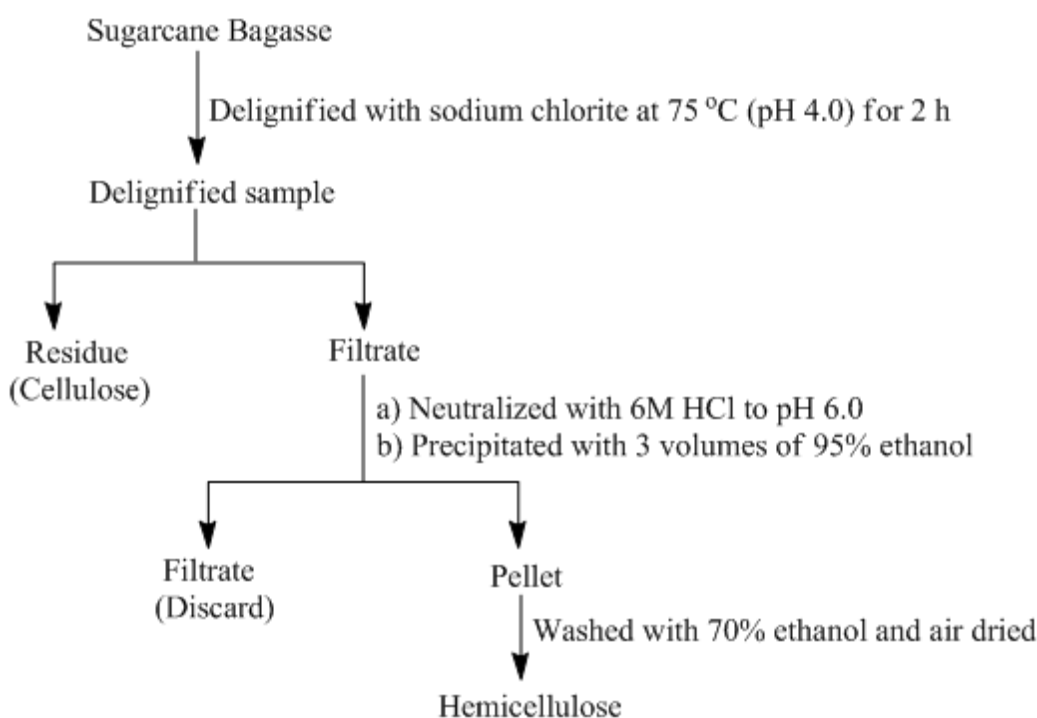 Sugarcane Bagasse
Delignified with sodium chlorite at 75 °C (pH 4.0) for 2 h
Delignified sample
Residue
(Cellulose)
Filtrate
a) Neutralized with 6M HCl to pH 6.0
b) Precipitated with 3 volumes of 95% ethanol
Filtrate
(Discard)
Pellet
Washed with 70% ethanol and air dried
Hemicellulose